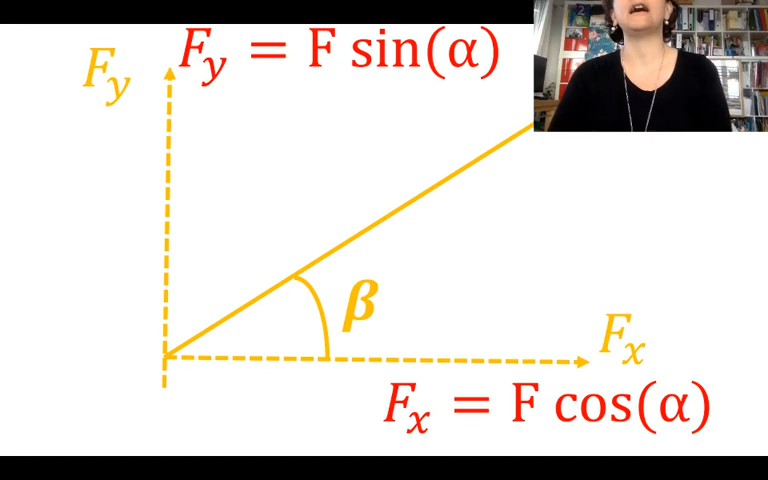 F_y
F_y = F sin(α)
β
F_x
F_x = F cos(α)